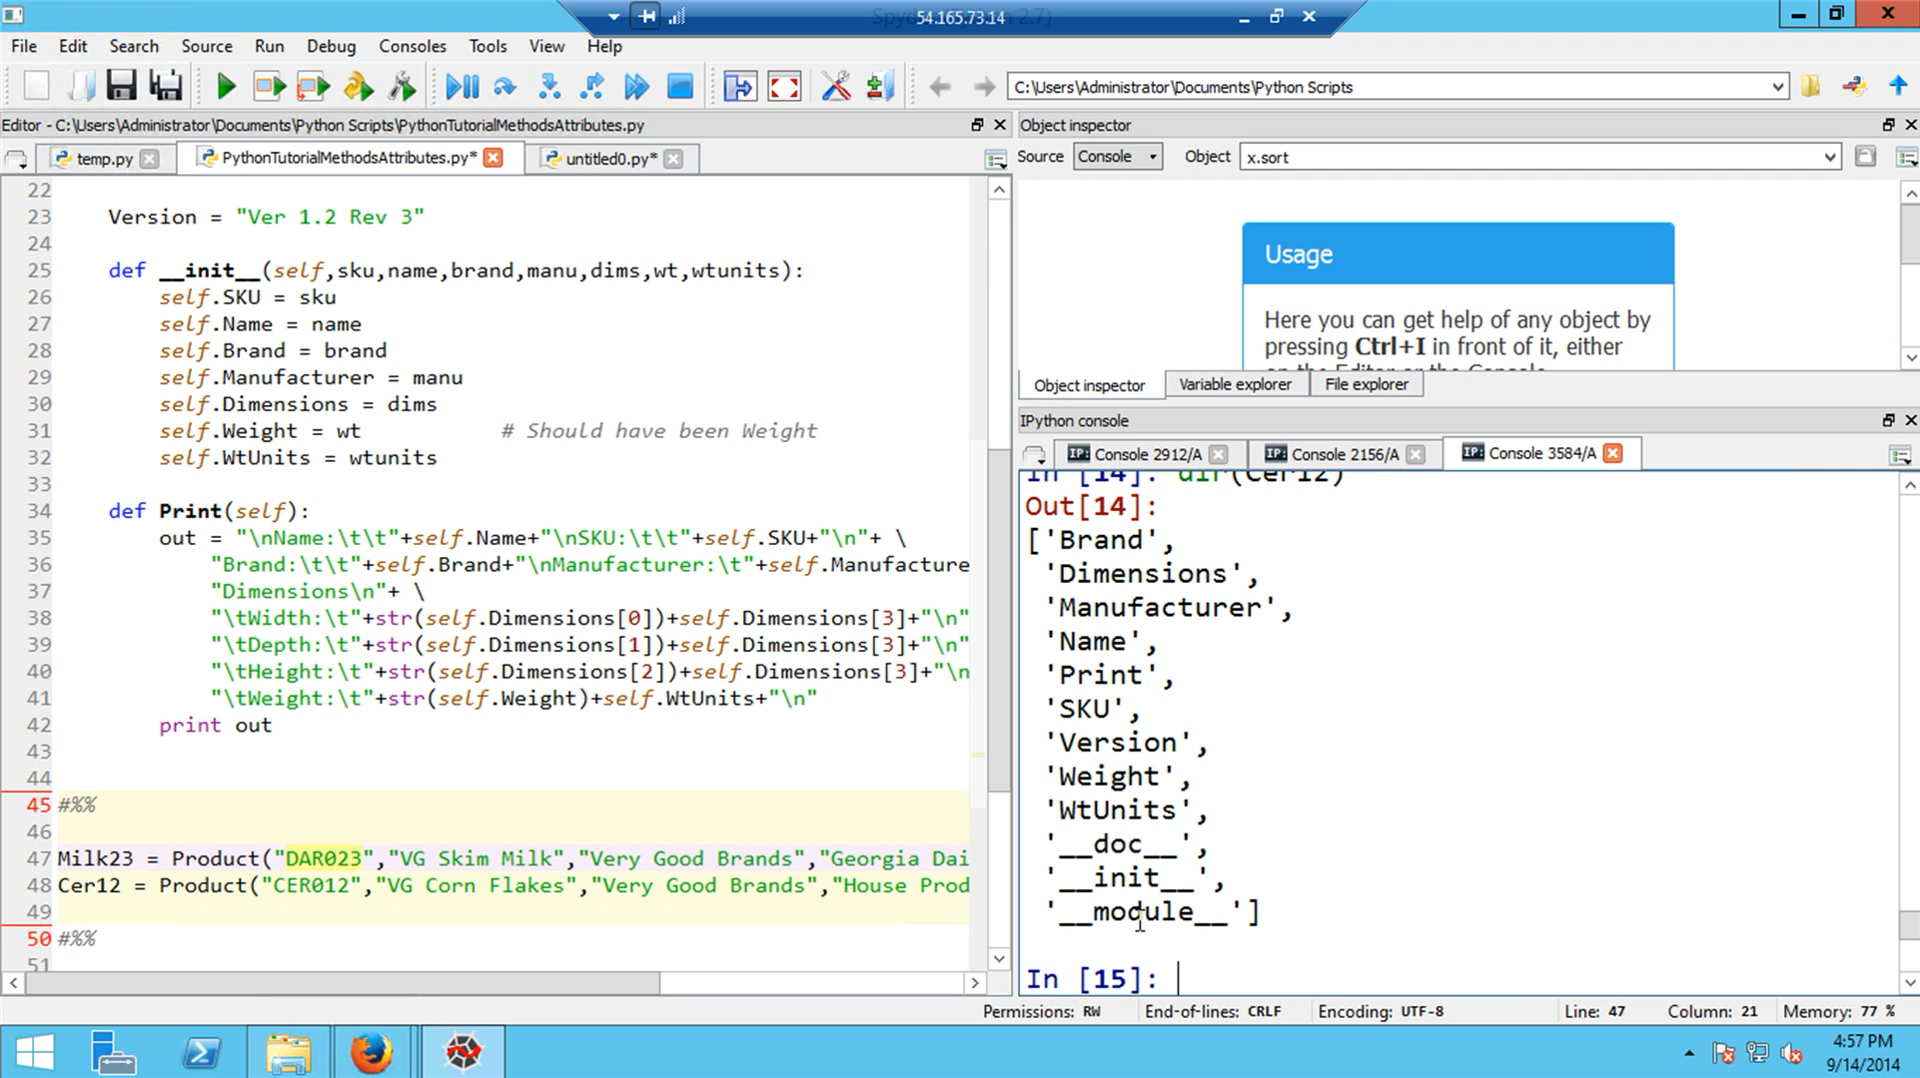 54.165.73.14
File Edit Search Source Run Debug Consoles Tools View Help
C:\Users\Administrator\Documents\Python Scripts
Editor - C:\Users\Administrator\Documents\Python Scripts\PythonTutorialMethodsAttributes.py
temp.py PythonTutorialMethodsAttributes.py* untitled0.py*
22
23 Version = "Ver 1.2 Rev 3"
24
25 def __init__(self,sku,name,brand,manu,dims,wt,wtunits):
26 self.SKU = sku
27 self.Name = name
28 self.Brand = brand
29 self.Manufacturer = manu
30 self.Dimensions = dims
31 self.Weight = wt # Should have been Weight
32 self.WtUnits = wtunits
33
34 def Print(self):
35 out = "\nName:\t\t"+self.Name+"\nSKU:\t\t"+self.SKU+"\n"+ \
36 "Brand:\t\t"+self.Brand+"\nManufacturer:\t"+self.Manufacture
37 "Dimensions\n"+ \
38 "\tWidth:\t"+str(self.Dimensions[0])+self.Dimensions[3]+"\n"
39 "\tDepth:\t"+str(self.Dimensions[1])+self.Dimensions[3]+"\n"
40 "\tHeight:\t"+str(self.Dimensions[2])+self.Dimensions[3]+"\n
41 "\tWeight:\t"+str(self.Weight)+self.WtUnits+"\n"
42 print out
43
44
45 #%%
46
47 Milk23 = Product("DAR023","VG Skim Milk","Very Good Brands","Georgia Dai
48 Cer12 = Product("CER012","VG Corn Flakes","Very Good Brands","House Prod
49
50 #%%
51
Object inspector
Source Console Object x.sort
Usage
Here you can get help of any object by
pressing Ctrl+I in front of it, either
on the Editor or the Console.
Object inspector Variable explorer File explorer
IPython console
IP: Console 2912/A IP: Console 2156/A IP: Console 3584/A
In [14]: dir(Cer12)
Out[14]:
['Brand',
'Dimensions',
'Manufacturer',
'Name',
'Print',
'SKU',
'Version',
'Weight',
'WtUnits',
'__doc__',
'__init__',
'__module__']
In [15]:
Permissions: RW End-of-lines: CRLF Encoding: UTF-8 Line: 47 Column: 21 Memory: 77 %
4:57 PM
9/14/2014